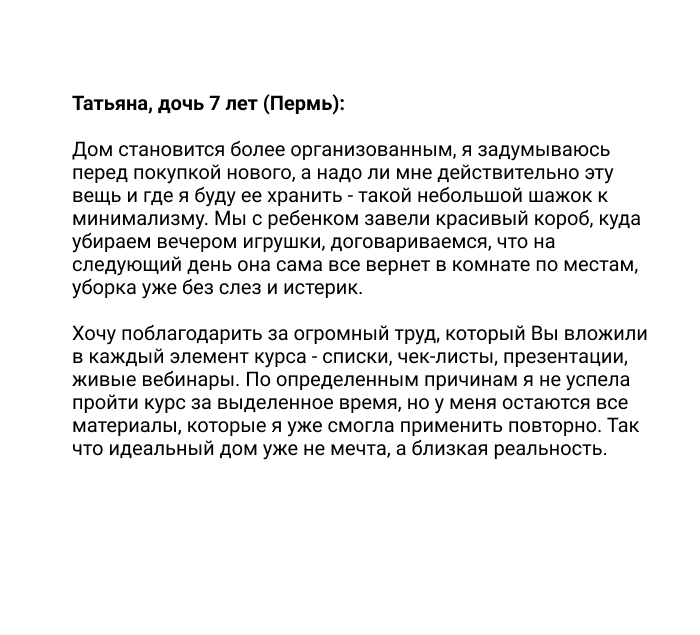 Татьяна, дочь 7 лет (Пермь):
Дом становится более организованным, я задумываюсь
перед покупкой нового, а надо ли мне действительно эту
вещь и где я буду ее хранить - такой небольшой шажок к
минимализму. Мы с ребенком завели красивый короб, куда
убираем вечером игрушки, договариваемся, что на
следующий день она сама все вернет в комнате по местам,
уборка уже без слез и истерик.
Хочу поблагодарить за огромный труд, который Вы вложили
в каждый элемент курса - списки, чек-листы, презентации,
живые вебинары. По определенным причинам я не успела
пройти курс за выделенное время, но у меня остаются все
материалы, которые я уже смогла применить повторно. Так
что идеальный дом уже не мечта, а близкая реальность.